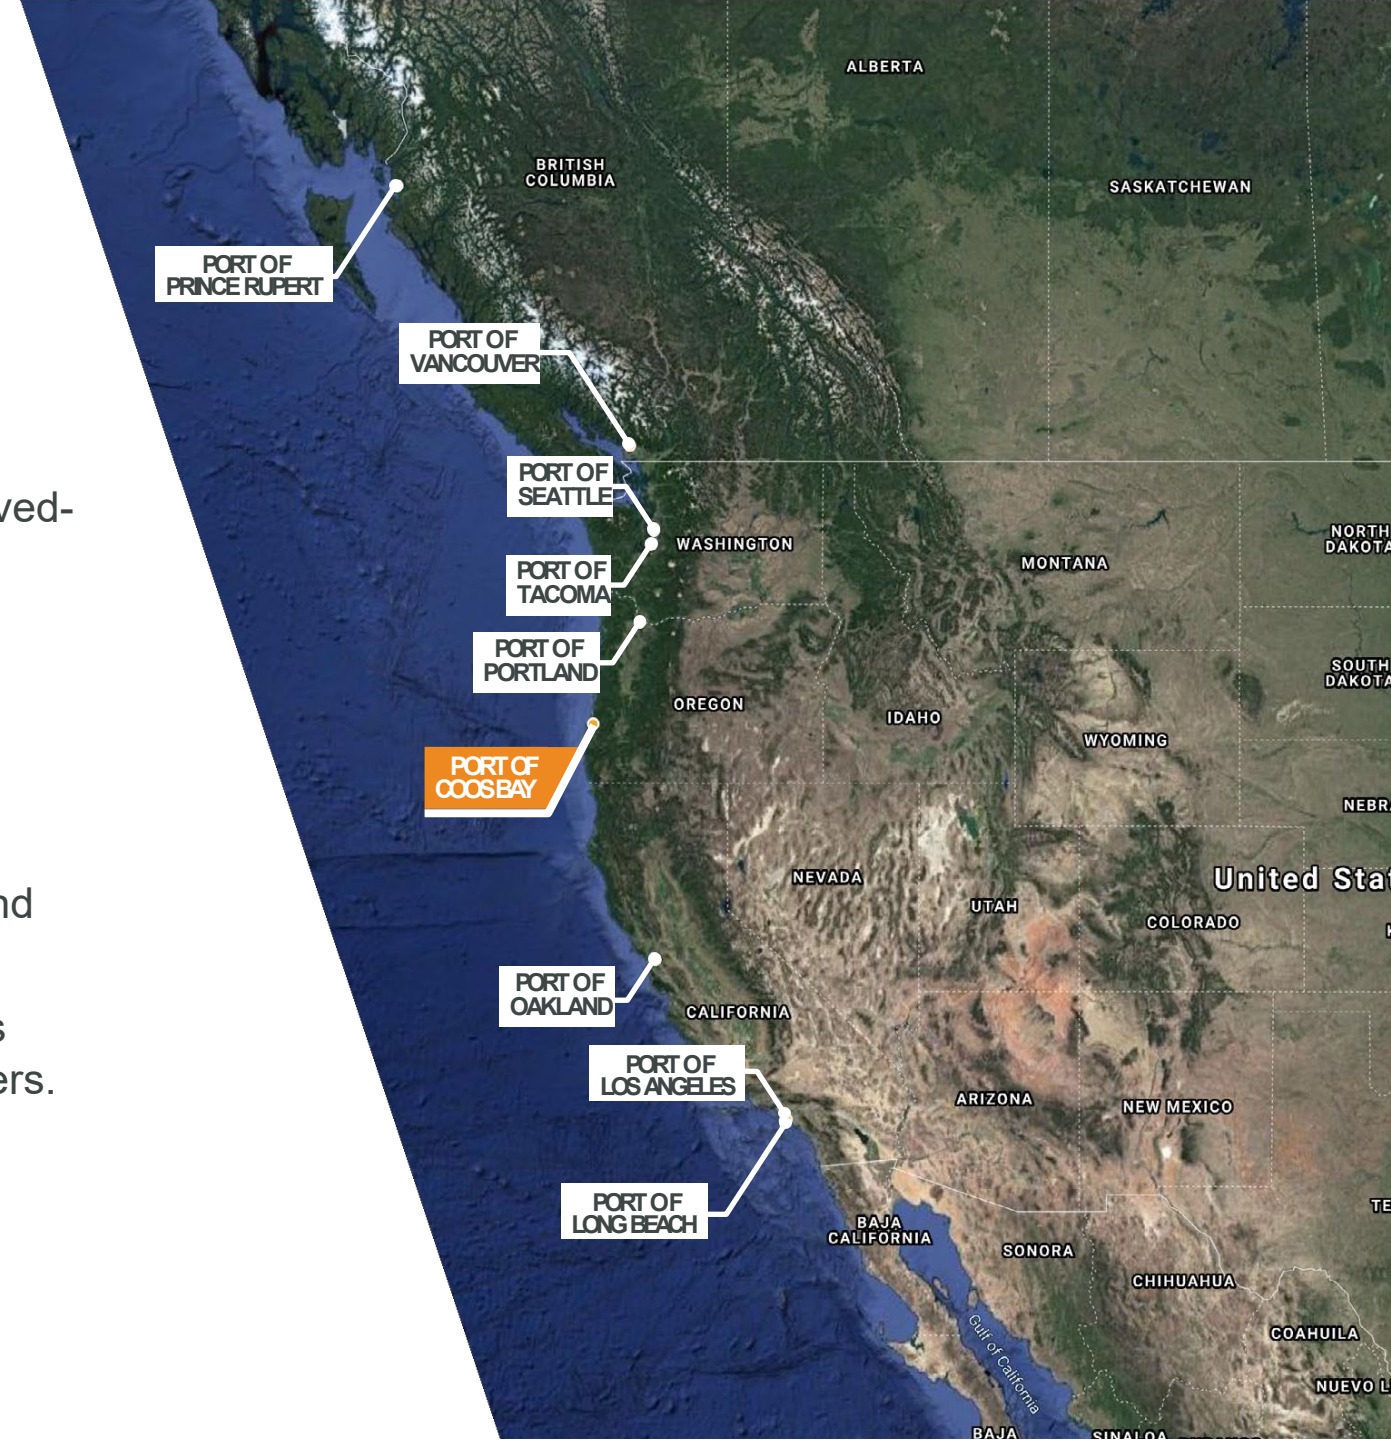 ALBERTA
BRITISH
COLUMBIA
SASKATCHEWAN
PORT OF
PRINCE RUPERT
PORT OF
VANCOUVER
PORT OF
SEATTLE
ved-
WASHINGTON
NORTH
DAKOTA
MONTANA
PORT OF
TACOMA
PORT OF
PORTLAND
SOUTH
DAKOTA
OREGON
IDAHO
WYOMING
PORT OF
COOS BAY
NEBR
NEVADA
United Stat
UTAH
nd
COLORADO
K
PORT OF
OAKLAND
CALIFORNIA
s
PORT OF
LOS ANGELES
ers.
ARIZONA
NEW MEXICO
PORT OF
LONG BEACH
TE
BAJA
CALIFORNIA
SONORA
CHIHUAHUA
Gulf of California
COAHUILA
NUEVO L
BAJA
SINALOA